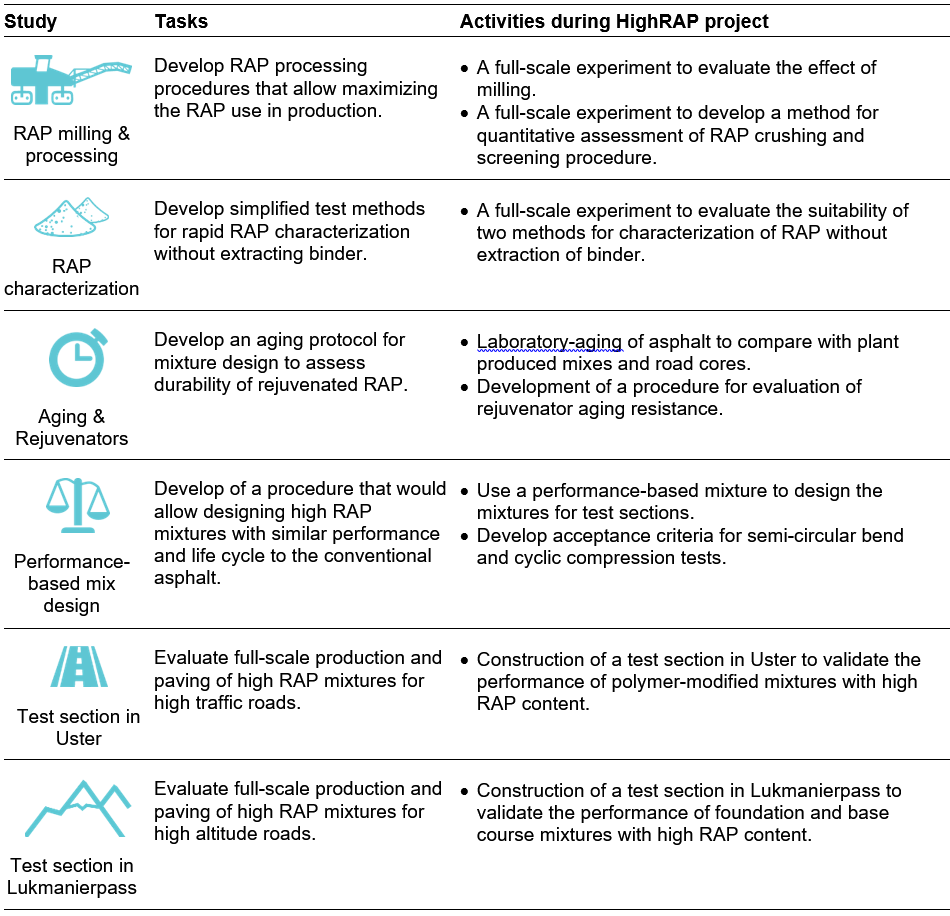 Study
Tasks
Activities during HighRAP project
RAP milling &
processing
Develop RAP processing
procedures that allow maximizing
the RAP use in production.
• A full-scale experiment to evaluate the effect of
milling.
• A full-scale experiment to develop a method for
quantitative assessment of RAP crushing and
screening procedure.
RAP
characterization
Develop simplified test methods
for rapid RAP characterization
without extracting binder.
• A full-scale experiment to evaluate the suitability of
two methods for characterization of RAP without
extraction of binder.
Aging &
Rejuvenators
Develop an aging protocol for
mixture design to assess
durability of rejuvenated RAP.
• Laboratory-aging of asphalt to compare with plant
produced mixes and road cores.
• Development of a procedure for evaluation of
rejuvenator aging resistance.
Performance-
based mix
design
Develop of a procedure that would
allow designing high RAP
mixtures with similar performance
and life cycle to the conventional
asphalt.
• Use a performance-based mixture to design the
mixtures for test sections.
• Develop acceptance criteria for semi-circular bend
and cyclic compression tests.
Test section in
Uster
Evaluate full-scale production and
paving of high RAP mixtures for
high traffic roads.
• Construction of a test section in Uster to validate the
performance of polymer-modified mixtures with high
RAP content.
Test section in
Lukmanierpass
Evaluate full-scale production and
paving of high RAP mixtures for
high altitude roads.
• Construction of a test section in Lukmanierpass to
validate the performance of foundation and base
course mixtures with high RAP content.